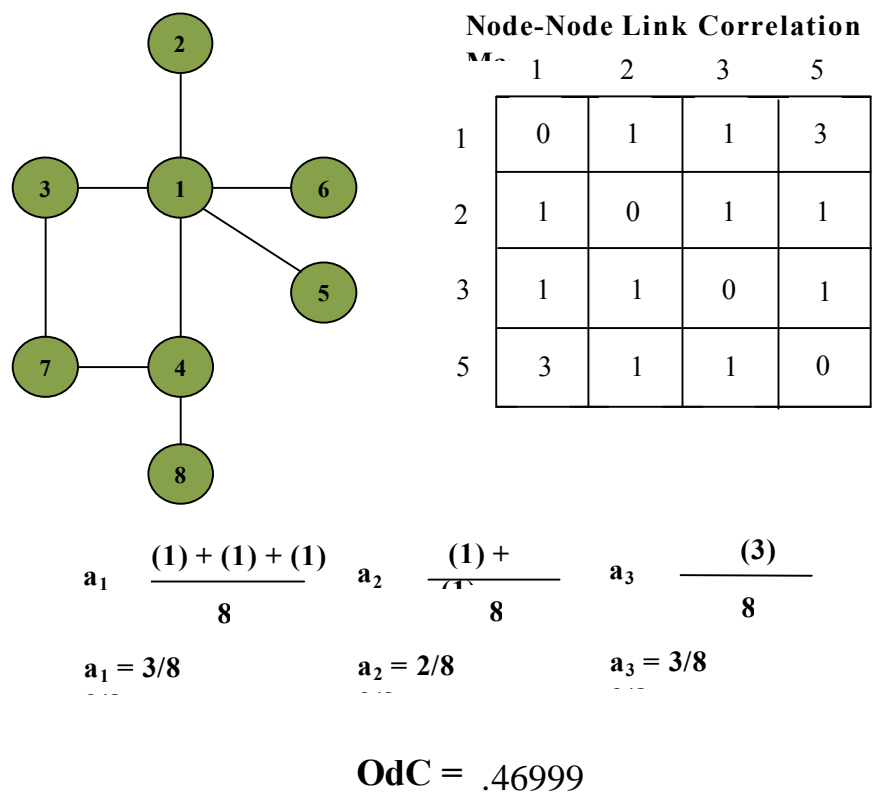 Node-Node Link Correlation
1 2 3 5
1 0 1 1 3
2 1 0 1 1
3 1 1 0 1
5 3 1 1 0
2
3 1 6
5
7 4
8
a1 (1) + (1) + (1)
8
a2 (1) +
8
a3 (3)
8
a1 = 3/8 a2 = 2/8 a3 = 3/8
OdC = .46999